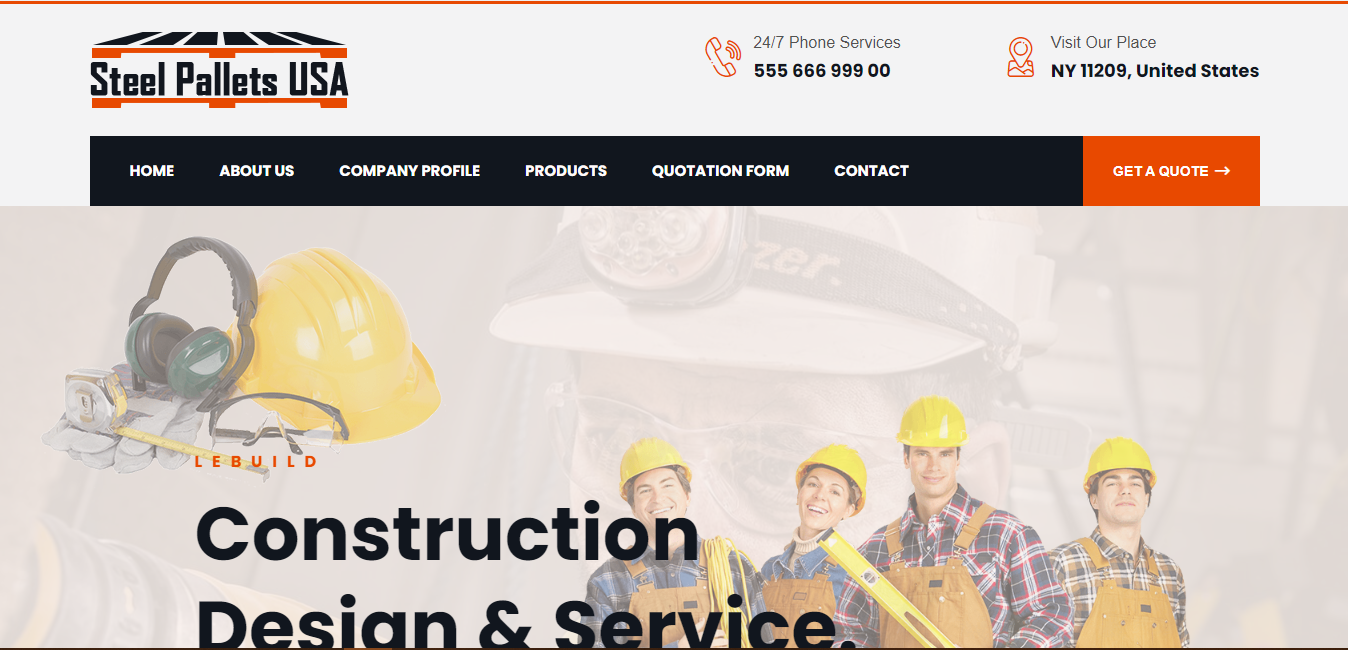 Steel Pallets USA
24/7 Phone Services
555 666 999 00
Visit Our Place
NY 11209, United States
HOME ABOUT US COMPANY PROFILE PRODUCTS QUOTATION FORM CONTACT GET A QUOTE →
zer
LEBUILD
Construction
Design & Service.